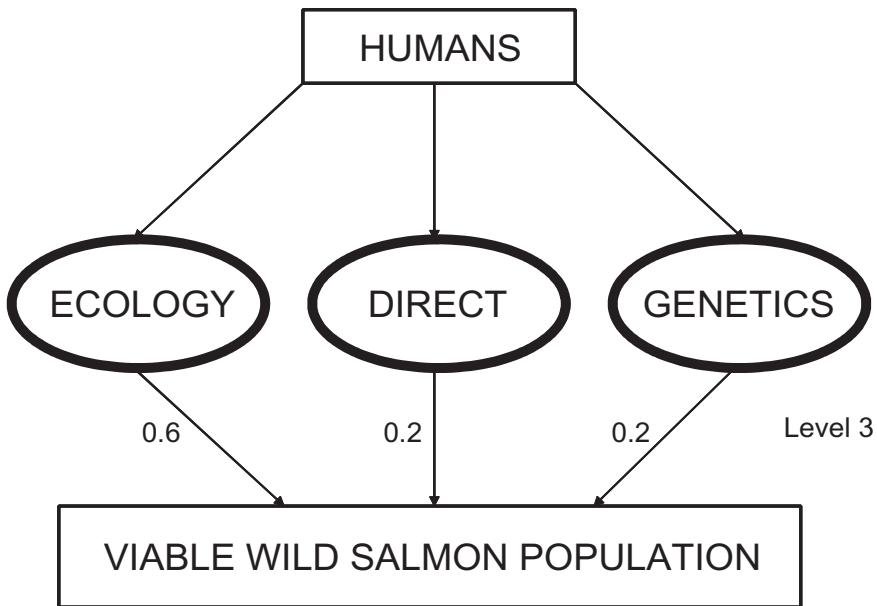 HUMANS
ECOLOGY
DIRECT
GENETICS
0.6
0.2
0.2
Level 3
VIABLE WILD SALMON POPULATION